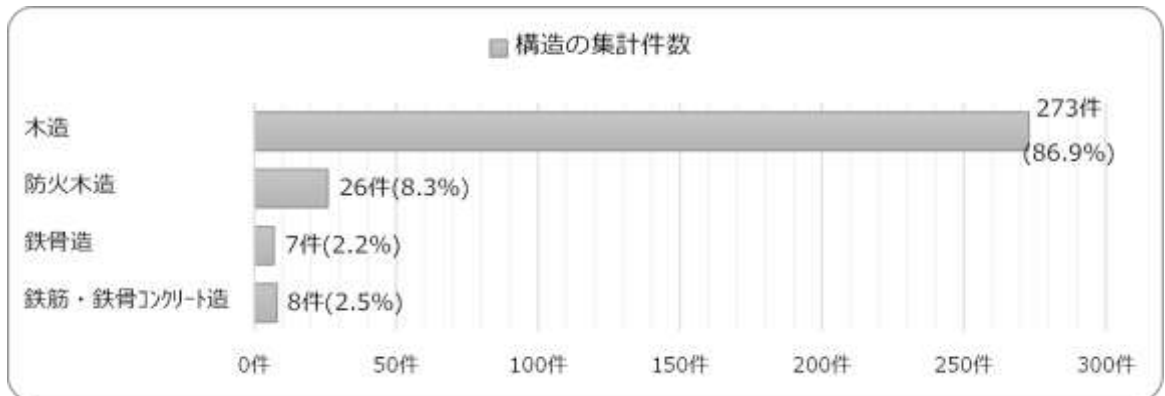 構造の集計件数
木造
273件
(86.9%)
防火木造
26件(8.3%)
鉄骨造
7件(2.2%)
鉄筋・鉄骨ｺﾝｸﾘｰﾄ造
8件(2.5%)
0件
50件
100件
150件
200件
250件
300件